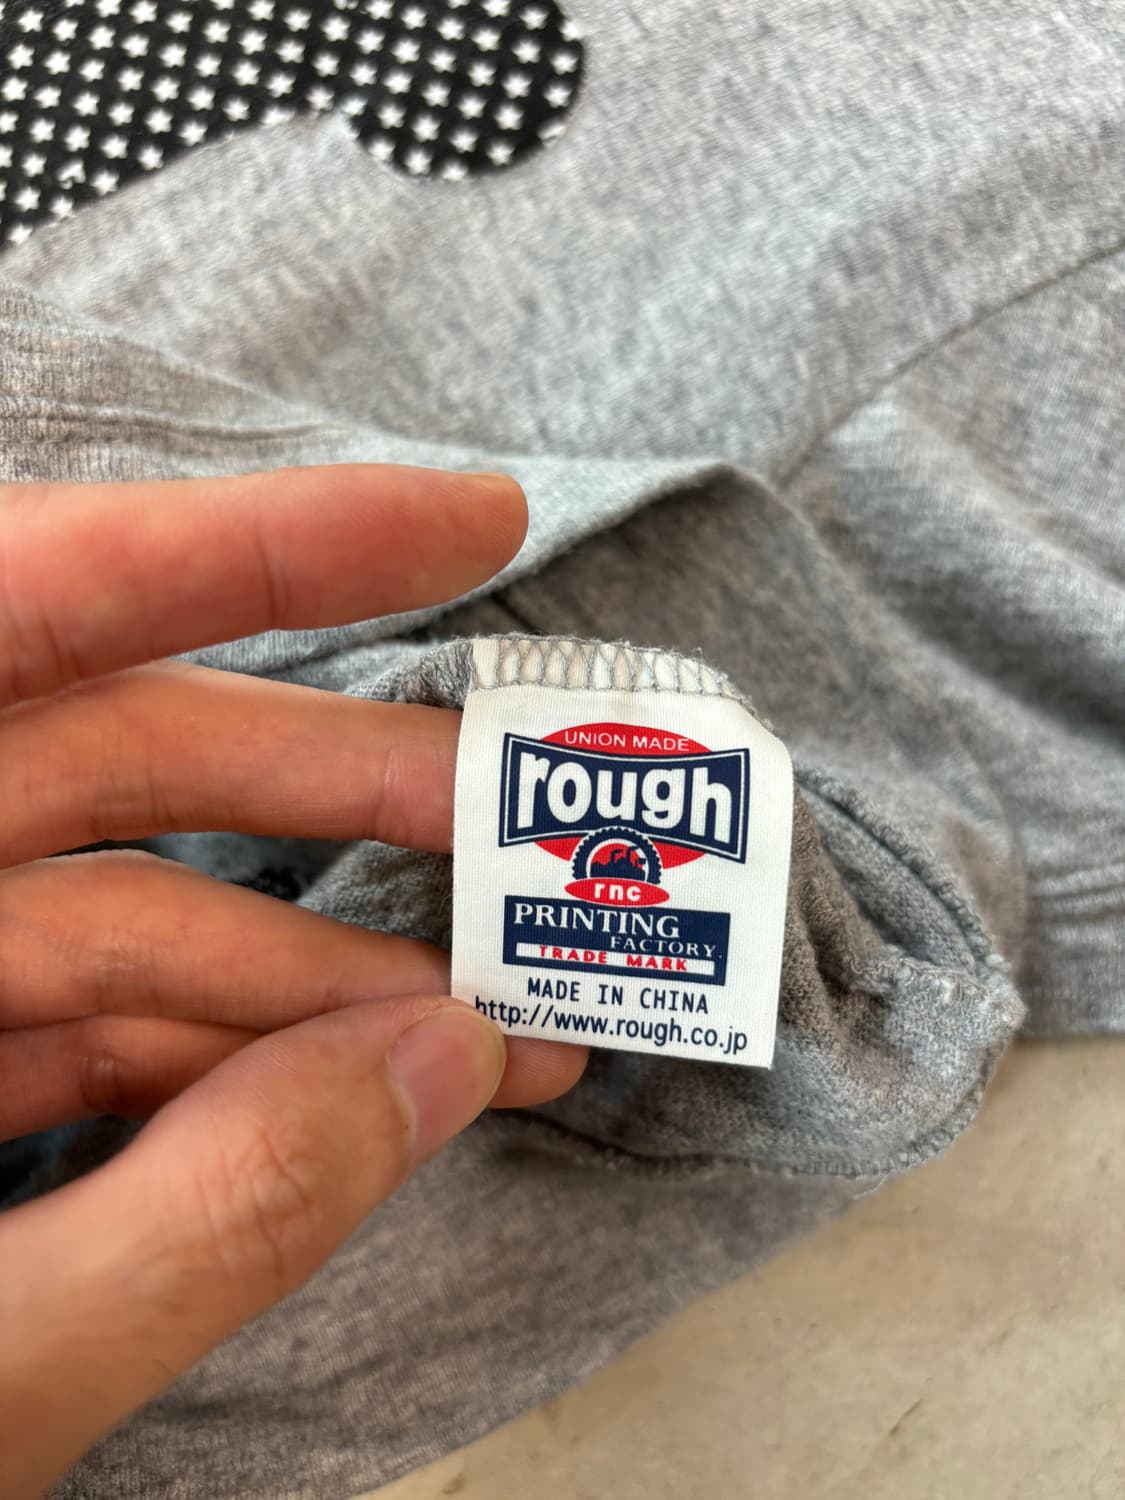 UNION MADE
rough
rnc
PRINTING
FACTORY.
TRADE MARK
MADE IN CHINA
http://www.rough.co.jp